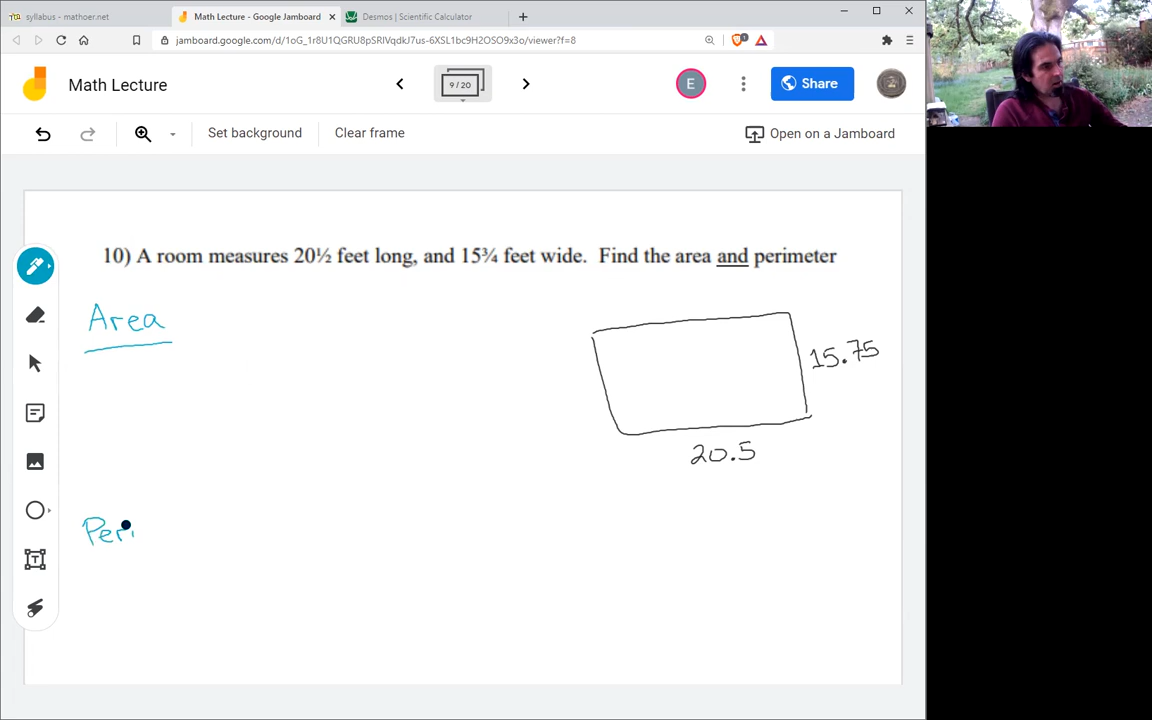 syllabus - mathoer.net
Math Lecture - Google Jamboard
Desmos | Scientific Calculator
jamboard.google.com/d/1oG_1r8U1QGRU8pSRlVqdkJ7us-6XSL1bc9H2OSO9x3o/viewer?f=8
1
Math Lecture
9 / 20
E
Share
Set background
Clear frame
Open on a Jamboard
10) A room measures 20½ feet long, and 15¾ feet wide. Find the area and perimeter
Area
15.75
20.5
Peri